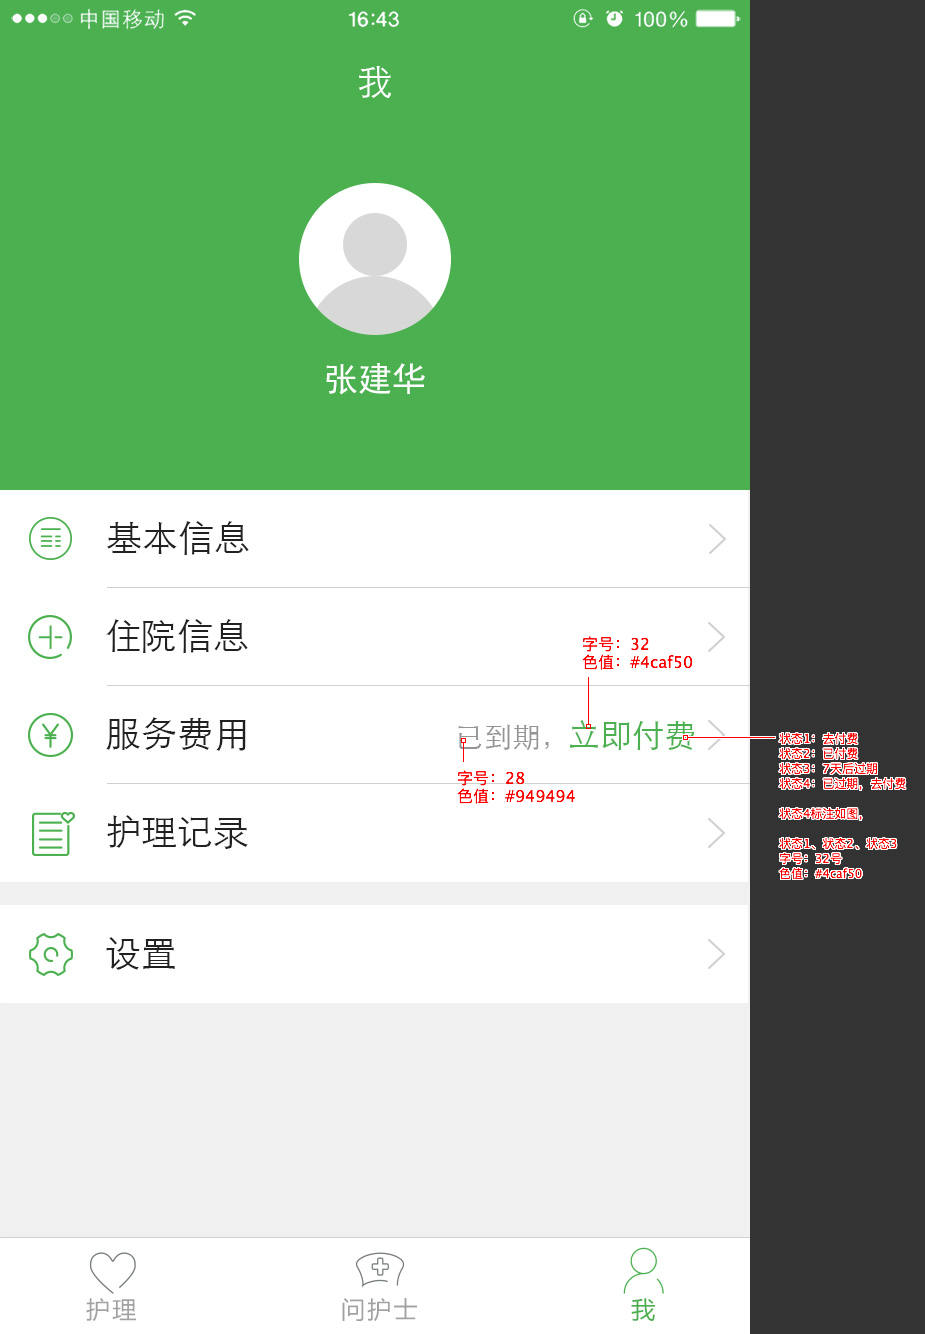 中国移动
16:43
100%
我
张建华
基本信息
住院信息
字号：32
色值：#4caf50
服务费用
已到期，立即付费
字号：28
色值：#949494
护理记录
设置
护理
问护士
我
状态1：去付费
状态2：已付费
状态3：7天后过期
状态4：已过期，去付费
状态4标注如图，
状态1、状态2、状态3
字号：32号
色值：#4caf50